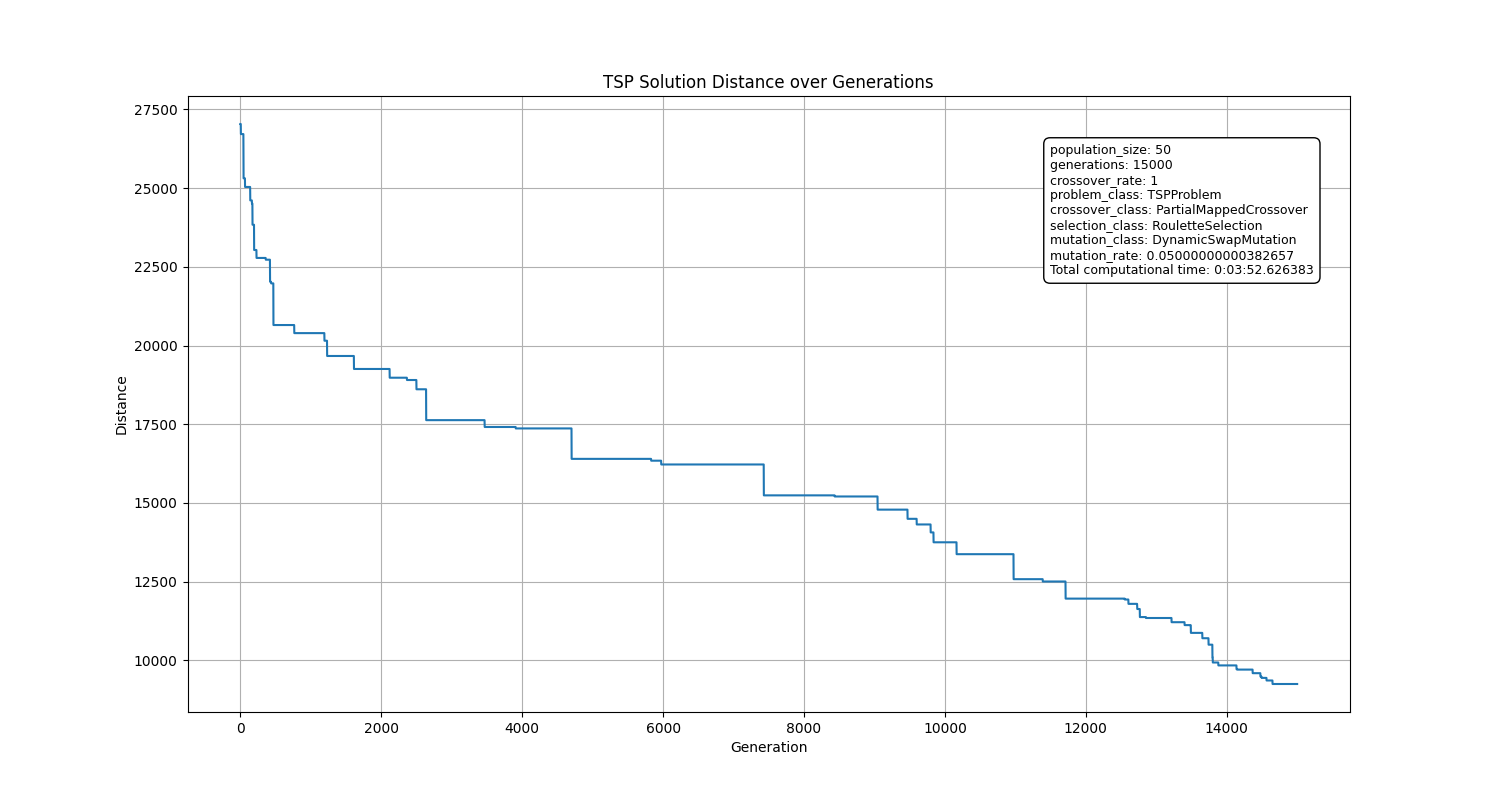 TSP Solution Distance over Generations
27500
25000
22500
20000
17500
15000
12500
10000
Distance
population_size: 50
generations: 15000
crossover_rate: 1
problem_class: TSPProblem
crossover_class: PartialMappedCrossover
selection_class: RouletteSelection
mutation_class: DynamicSwapMutation
mutation_rate: 0.05000000000382657
Total computational time: 0:03:52.626383
0 2000 4000 6000 8000 10000 12000 14000
Generation